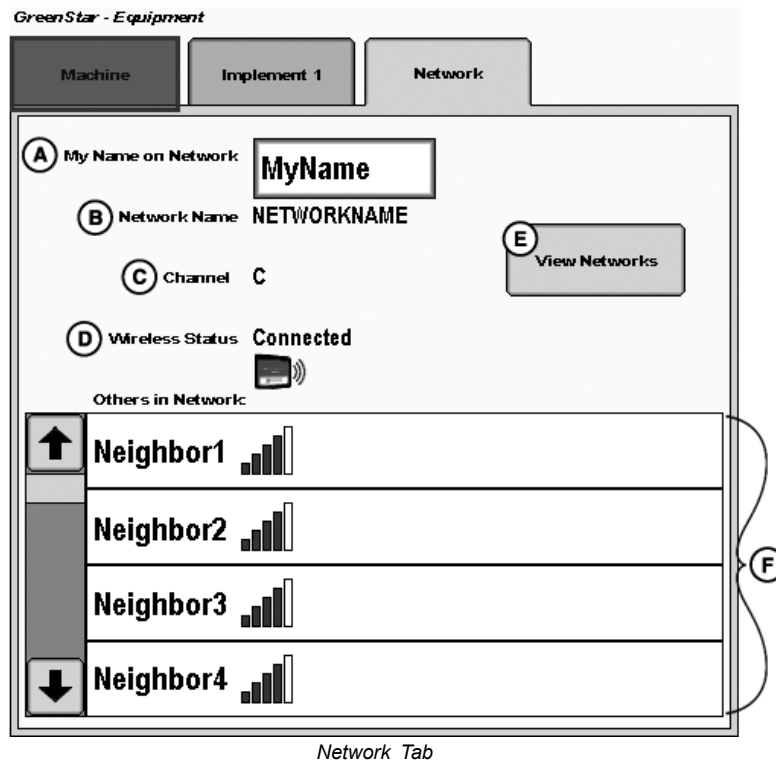 GreenStar - Equipment
Machine
Implement 1
Network
A My Name on Network MyName
B Network Name NETWORKNAME
E View Networks
C Channel C
D Wireless Status Connected
Others in Network:
Neighbor1
Neighbor2
F
Neighbor3
Neighbor4
Network Tab